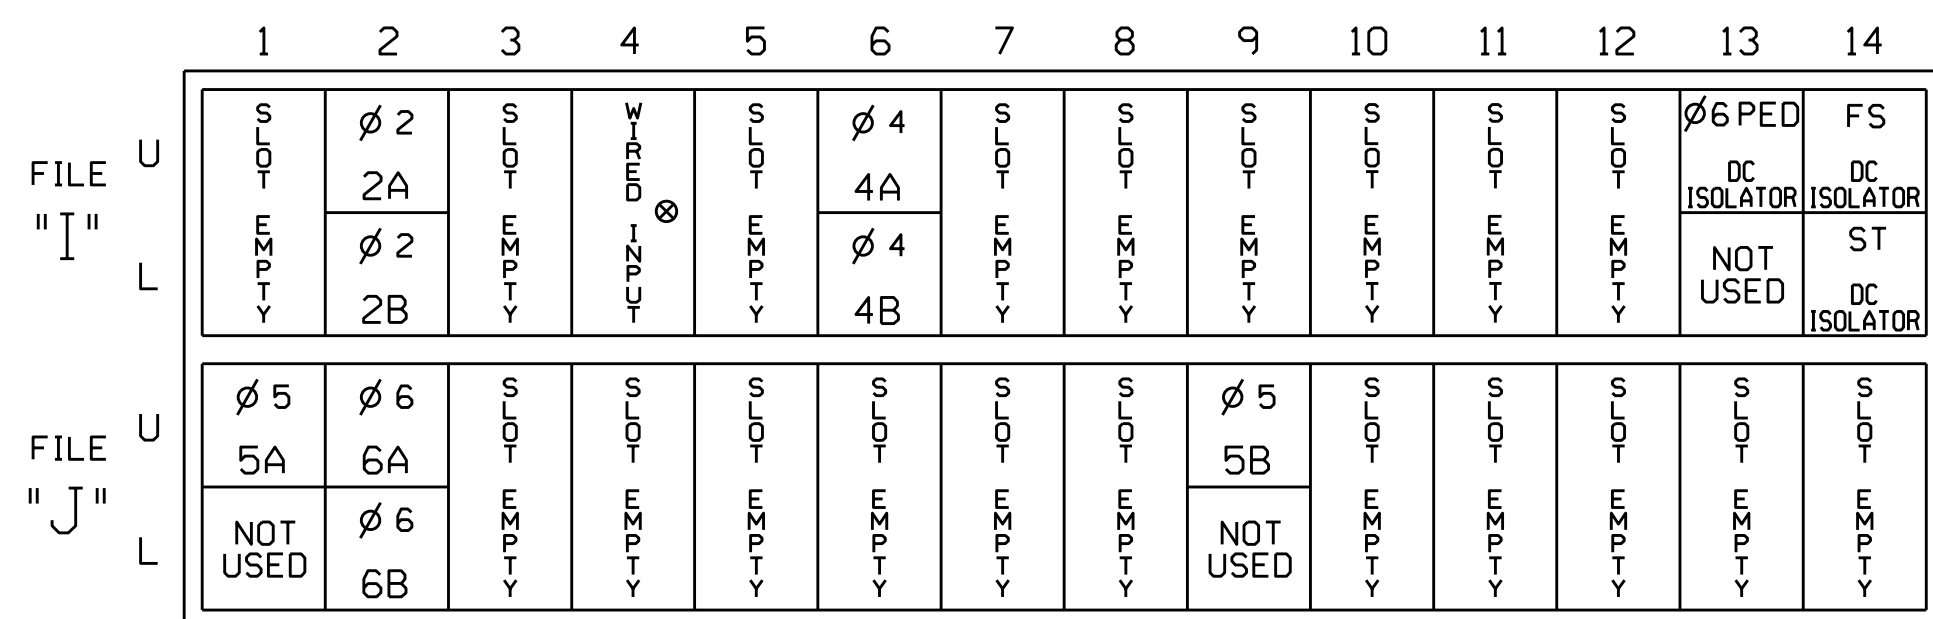 1 2 3 4 5 6 7 8 9 10 11 12 13 14
FILE "I"
U
L
SLOT EMPTY
Ø 2
2A
Ø 2
2B
SLOT EMPTY
WIRED INPUT
SLOT EMPTY
Ø 4
4A
Ø 4
4B
SLOT EMPTY
SLOT EMPTY
SLOT EMPTY
SLOT EMPTY
SLOT EMPTY
SLOT EMPTY
Ø6 PED
DC
ISOLATOR
NOT
USED
FS
DC
ISOLATOR
ST
DC
ISOLATOR
FILE "J"
U
L
Ø 5
5A
NOT
USED
Ø 6
6A
Ø 6
6B
SLOT EMPTY
SLOT EMPTY
SLOT EMPTY
SLOT EMPTY
SLOT EMPTY
SLOT EMPTY
Ø 5
5B
NOT
USED
SLOT EMPTY
SLOT EMPTY
SLOT EMPTY
SLOT EMPTY
SLOT EMPTY